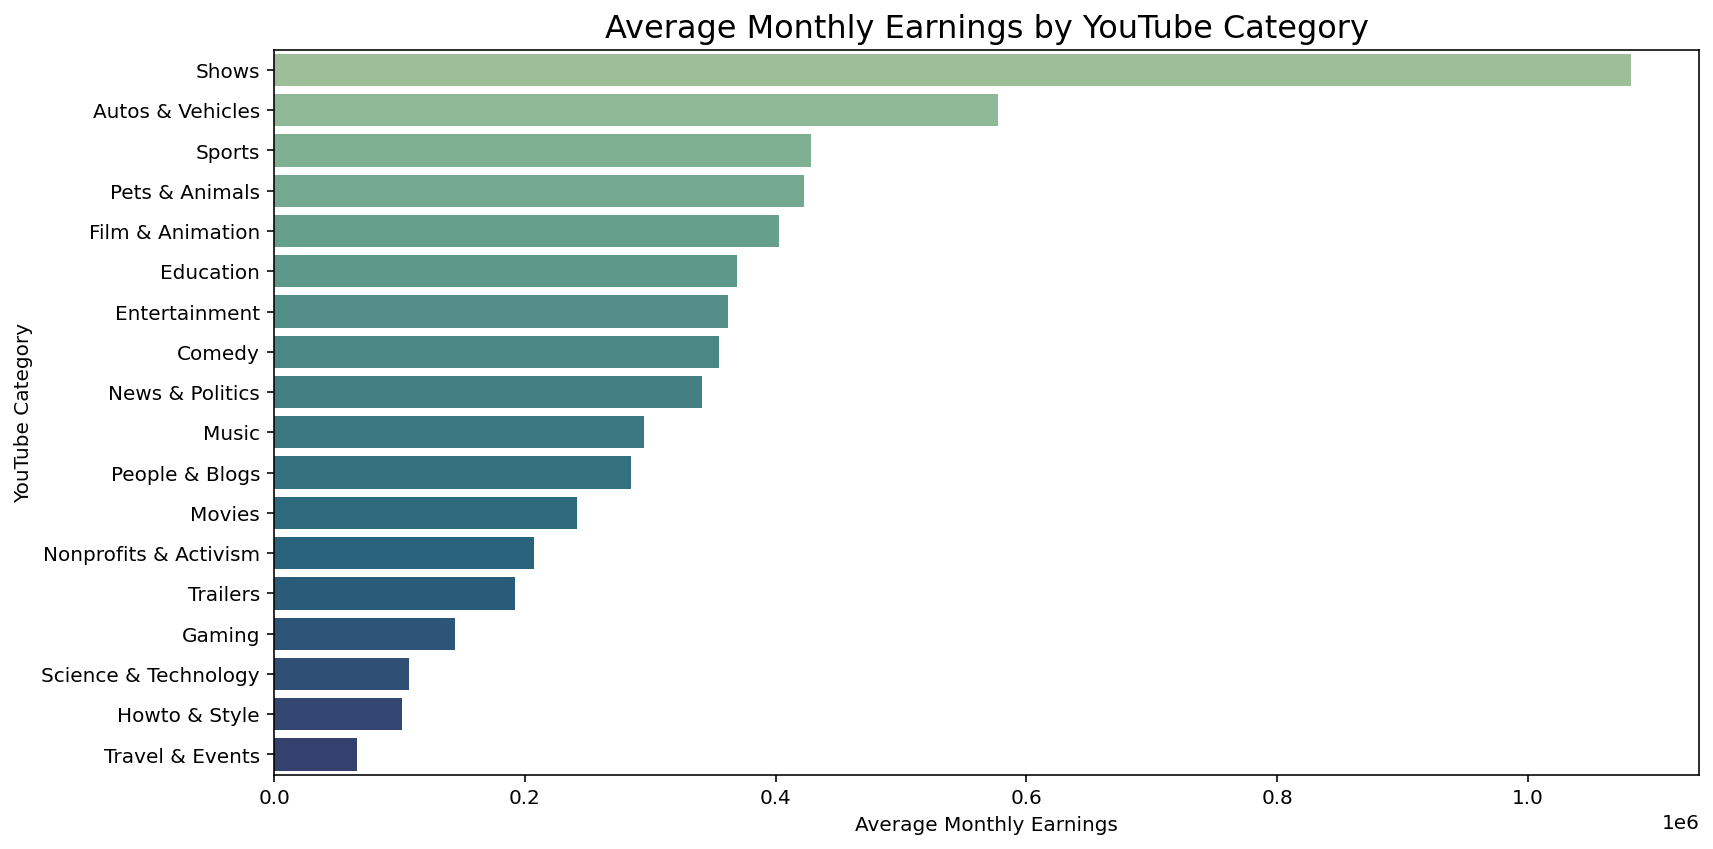 Average Monthly Earnings by YouTube Category
Shows
Autos & Vehicles
Sports
Pets & Animals
Film & Animation
Education
Entertainment
Comedy
News & Politics
Music
People & Blogs
Movies
Nonprofits & Activism
Trailers
Gaming
Science & Technology
Howto & Style
Travel & Events
YouTube Category
0.0 0.2 0.4 0.6 0.8 1.0
1e6
Average Monthly Earnings